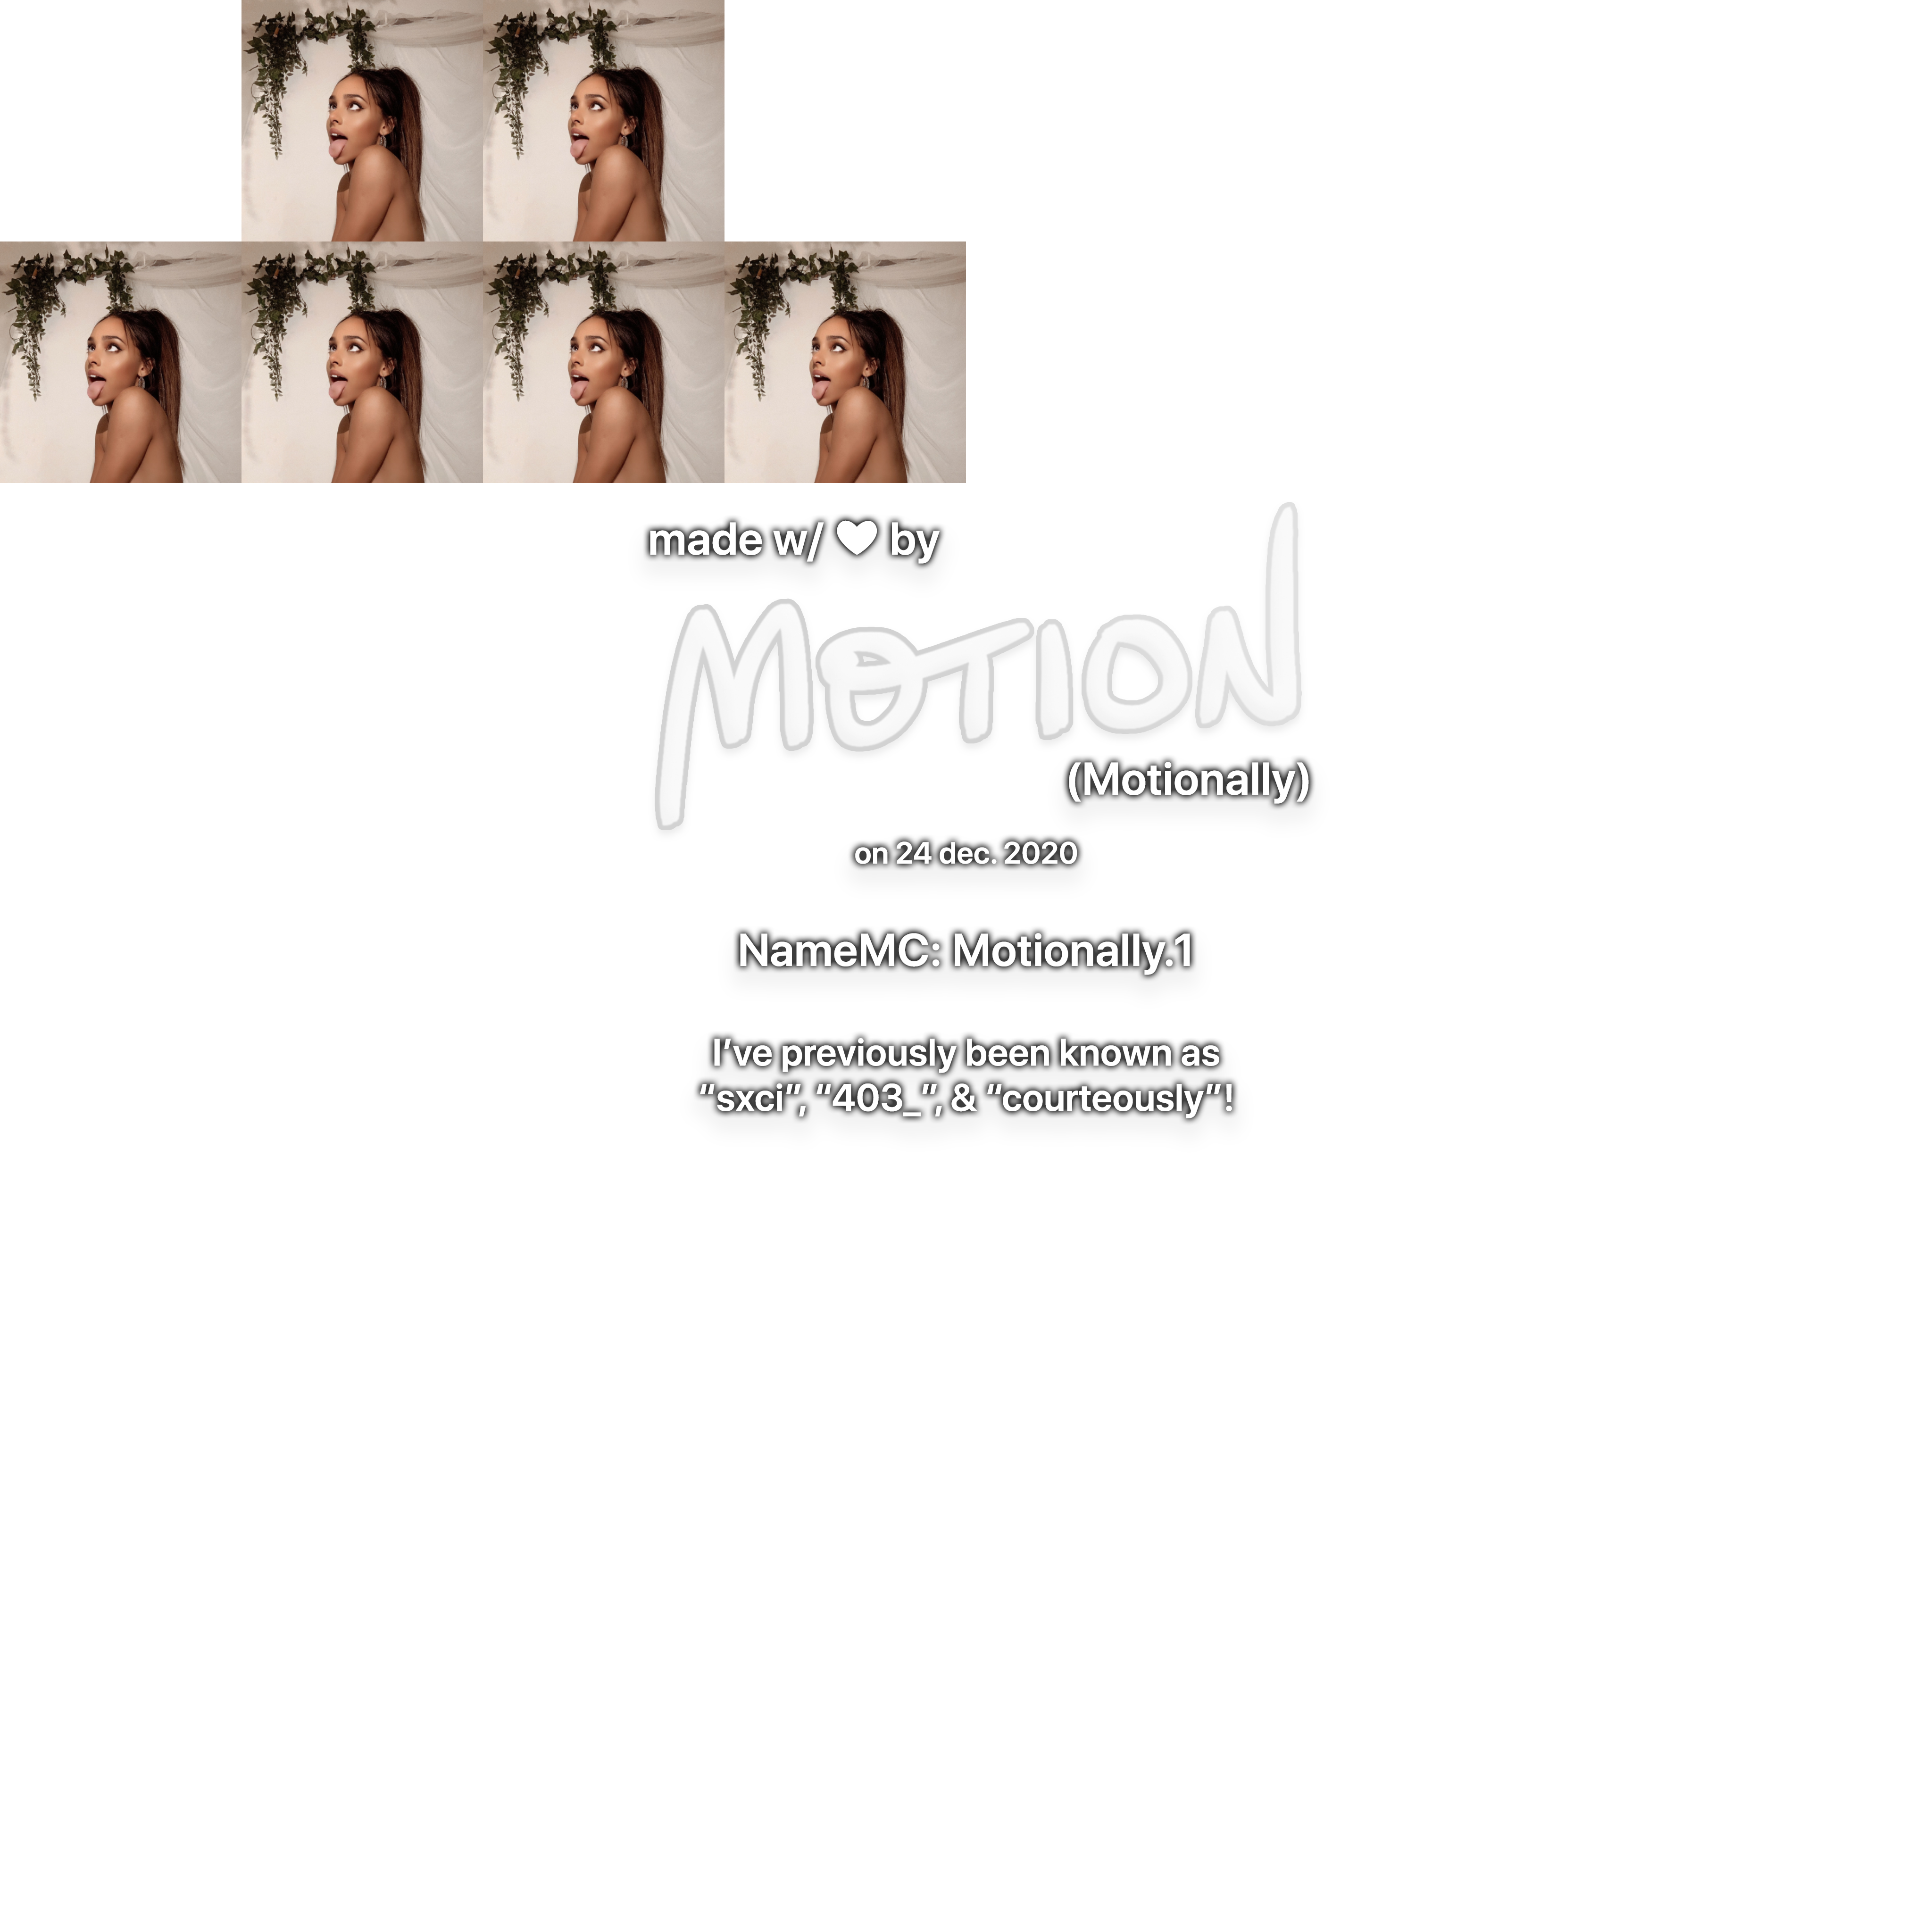 made w/ ♥ by
MOTION
(Motionally)
on 24 dec. 2020
NameMC: Motionally.1
I’ve previously been known as
“sxci”, “403_”, & “courteously”!